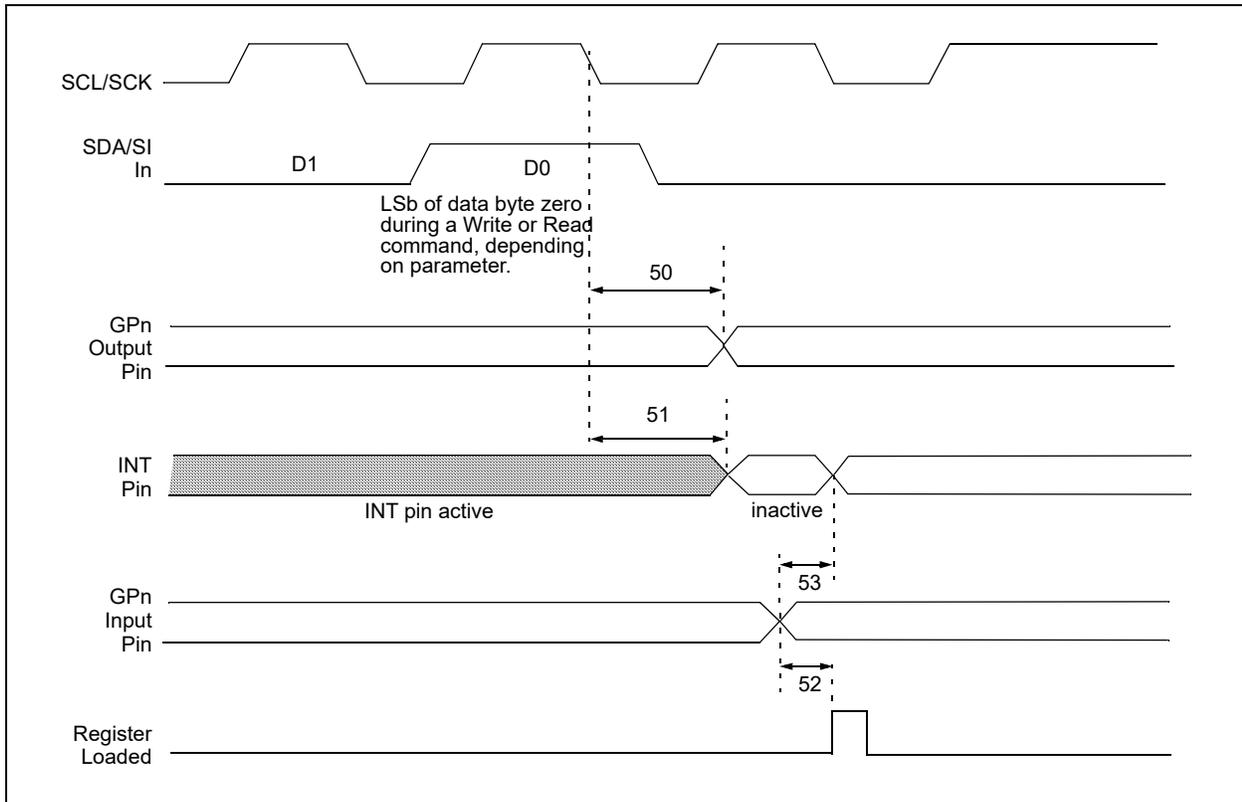 SCL/SCK
SDA/SI
In
D1
D0
LSb of data byte zero
during a Write or Read
command, depending
on parameter.
50
GPn
Output
Pin
51
INT
Pin
INT pin active
inactive
53
GPn
Input
Pin
52
Register
Loaded